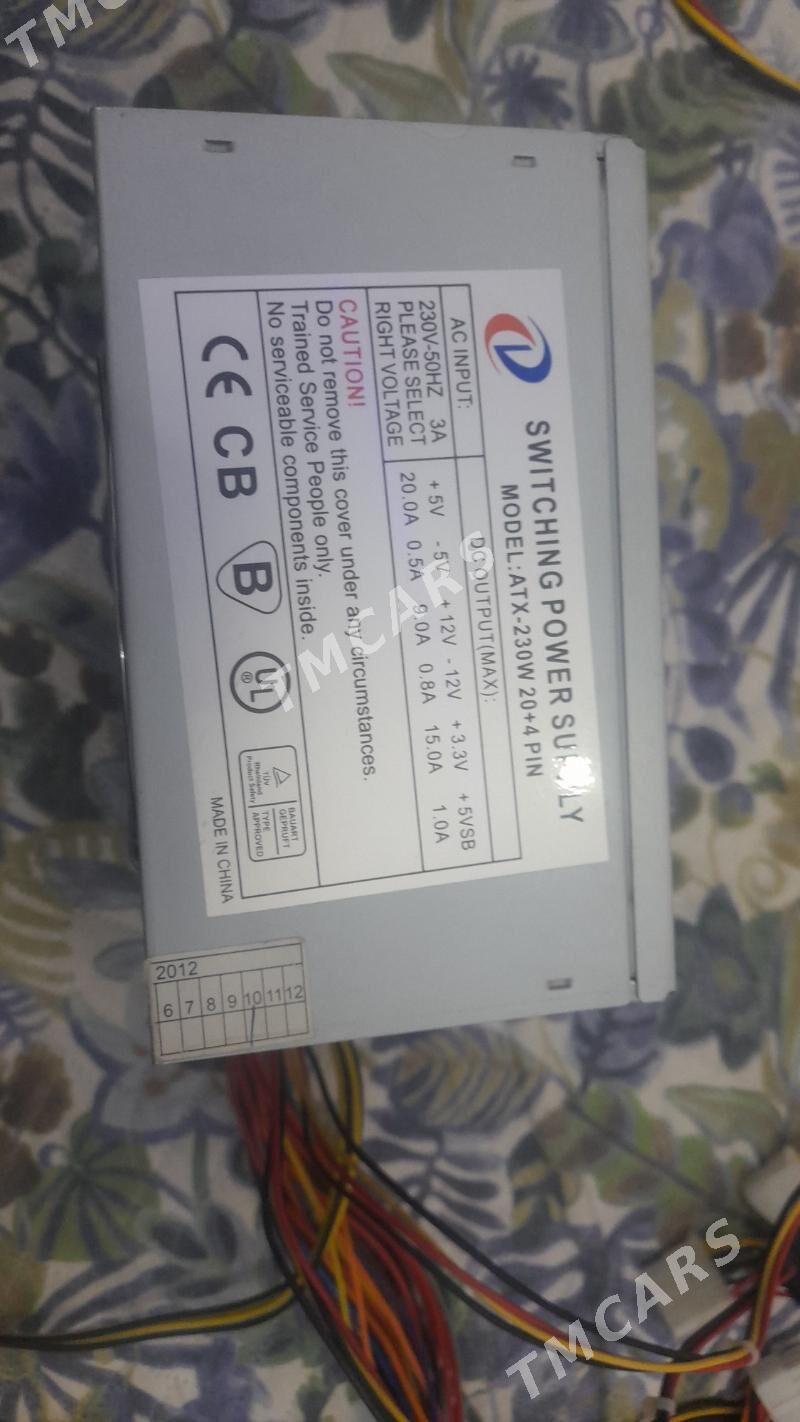 SWITCHING POWER SUPPLY
MODEL:ATX-230W 20+4 PIN
AC INPUT:
DC OUTPUT(MAX):
230V-50HZ 3A
PLEASE SELECT
RIGHT VOLTAGE
+5V -5V +12V -12V +3.3V +5VSB
20.0A 0.5A 9.0A 0.8A 15.0A 1.0A
CAUTION!
Do not remove this cover under any circumstances.
Trained Service People only.
No serviceable components inside.
CE CB B UL ®
TÜV
Rheinland
Product Safety
BAUART
GEPRUFT
TYPE
APPROVED
MADE IN CHINA
2012
6 7 8 9 10 11 12
TMCARS
TMCARS
TMCARS